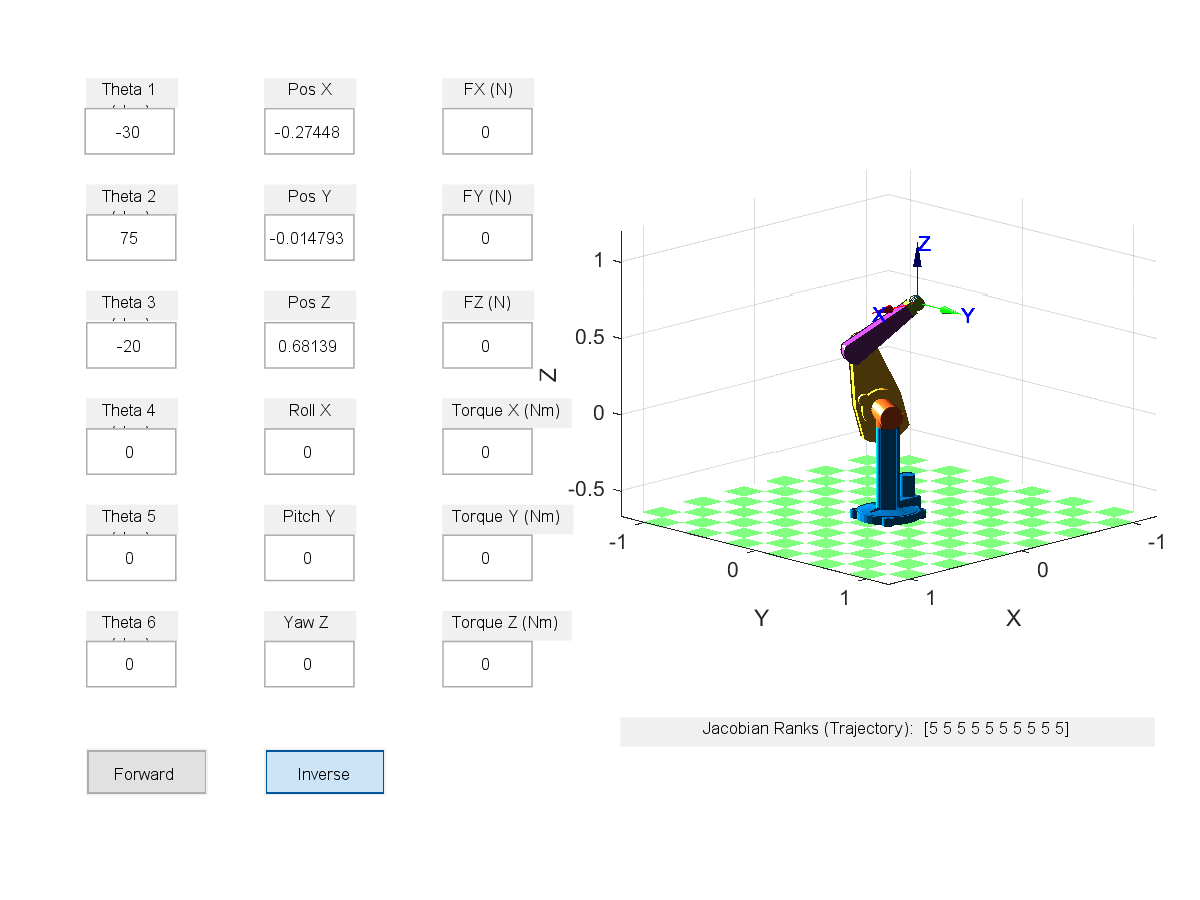 Theta 1
-30
Pos X
-0.27448
FX (N)
0
Theta 2
75
Pos Y
-0.014793
FY (N)
0
Theta 3
-20
Pos Z
0.68139
FZ (N)
0
Theta 4
0
Roll X
0
Torque X (Nm)
0
Theta 5
0
Pitch Y
0
Torque Y (Nm)
0
Theta 6
0
Yaw Z
0
Torque Z (Nm)
0
Forward
Inverse
Z
1
0.5
0
-0.5
Z
X
Y
-1
0
1
Y
1
0
-1
X
Jacobian Ranks (Trajectory): [5 5 5 5 5 5 5 5 5 5]